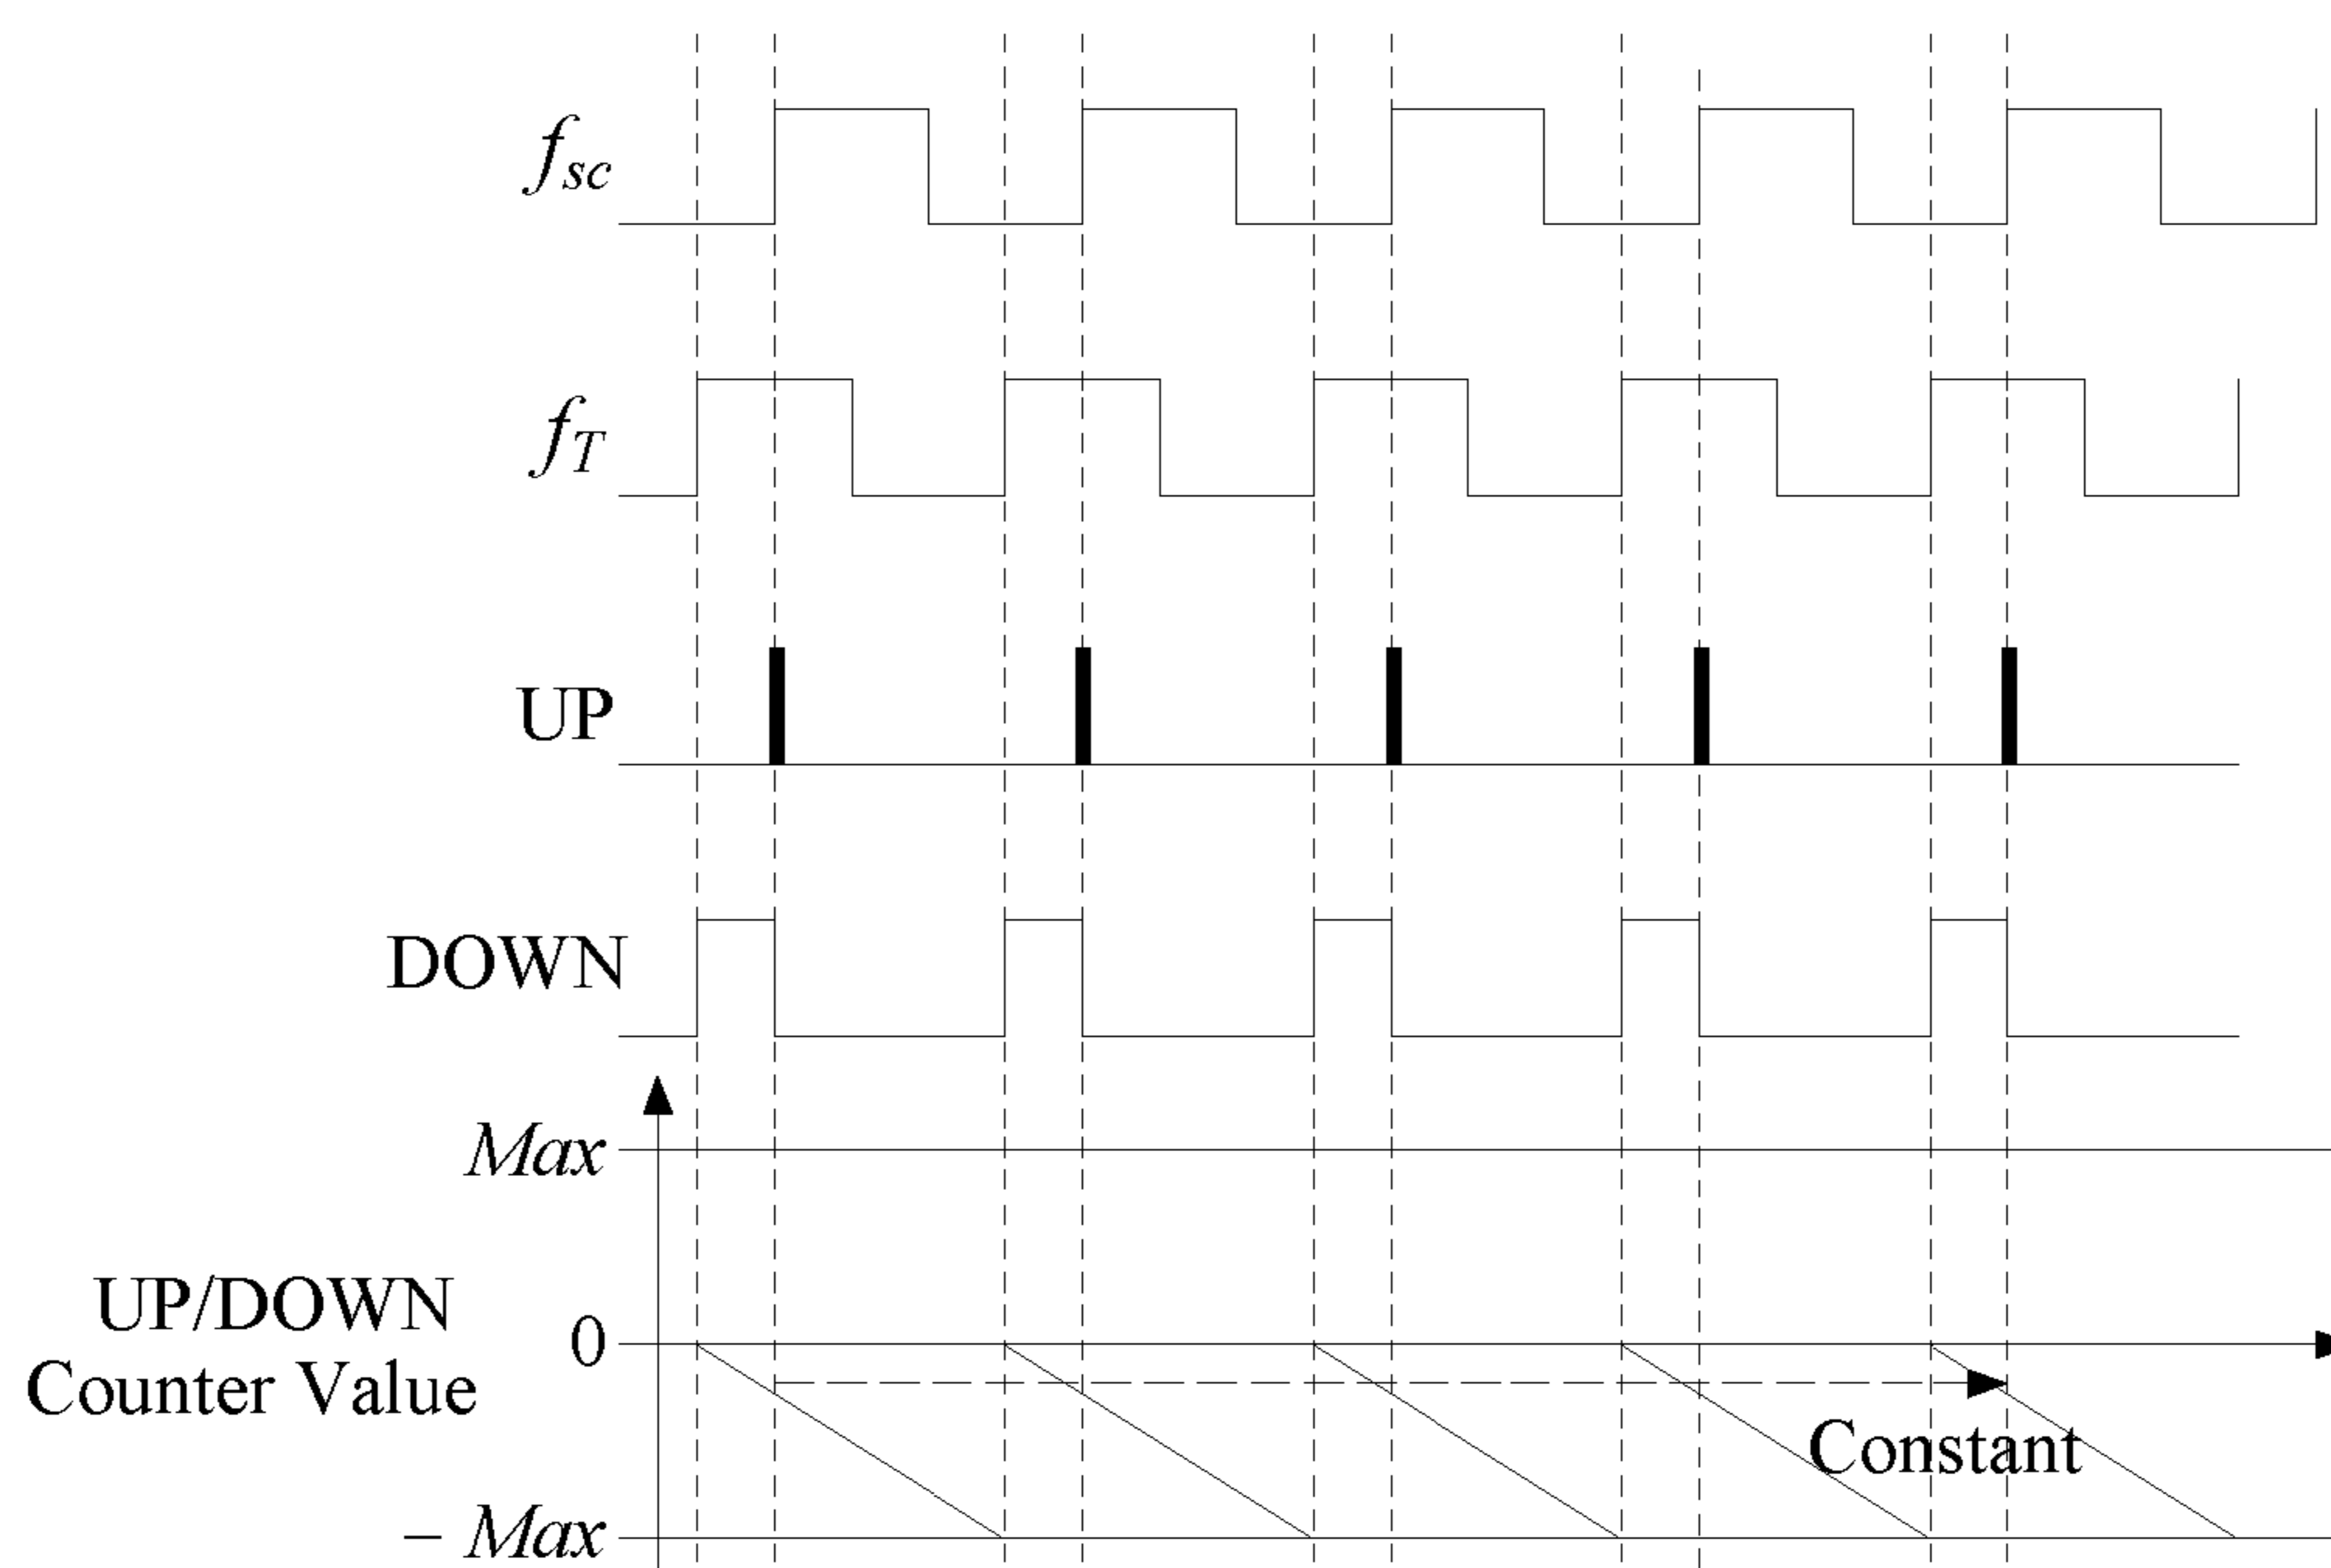 fsc
fT
UP
DOWN
Max
UP/DOWN
Counter Value
0
Constant
− Max